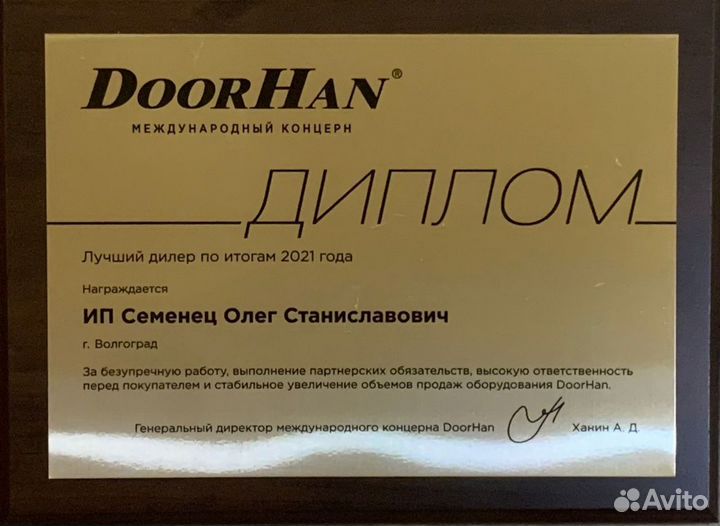 DOORHAN®
МЕЖДУНАРОДНЫЙ КОНЦЕРН
ДИПЛОМ
Лучший дилер по итогам 2021 года
Награждается
ИП Семенец Олег Станиславович
г. Волгоград
За безупречную работу, выполнение партнерских обязательств, высокую ответственность
перед покупателем и стабильное увеличение объемов продаж оборудования DoorHan.
Генеральный директор международного концерна DoorHan Ханин А. Д.
Avito